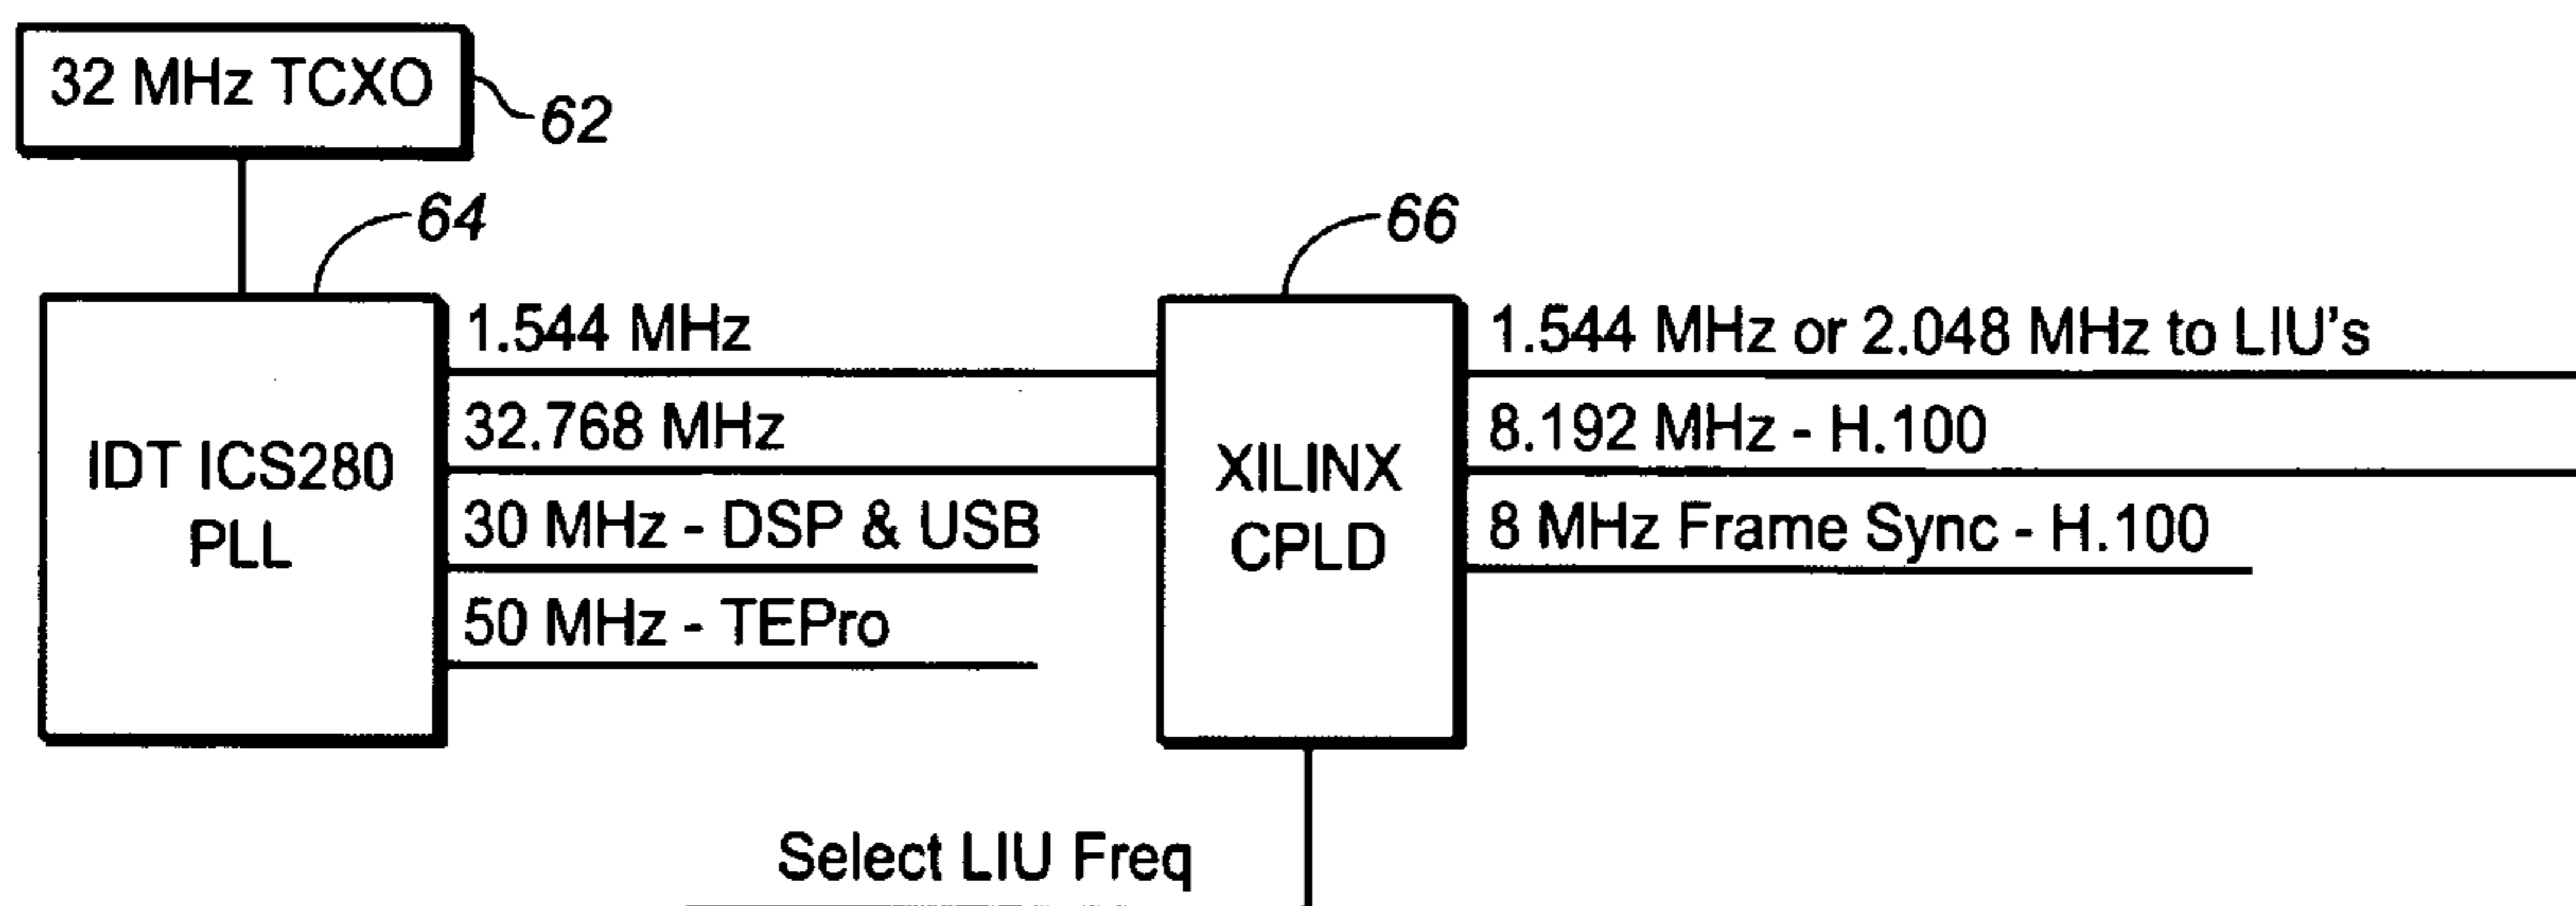 32 MHz TCXO
62
64
66
IDT ICS280
PLL
1.544 MHz
32.768 MHz
30 MHz - DSP & USB
50 MHz - TEPro
XILINX
CPLD
1.544 MHz or 2.048 MHz to LIU's
8.192 MHz - H.100
8 MHz Frame Sync - H.100
Select LIU Freq